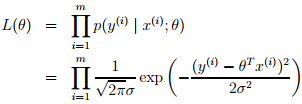 L(θ) = ∏_{i=1}^{m} p(y^{(i)} | x^{(i)}; θ)
= ∏_{i=1}^{m} \frac{1}{\sqrt{2π}σ} exp(−\frac{(y^{(i)} − θ^T x^{(i)})^2}{2σ^2})